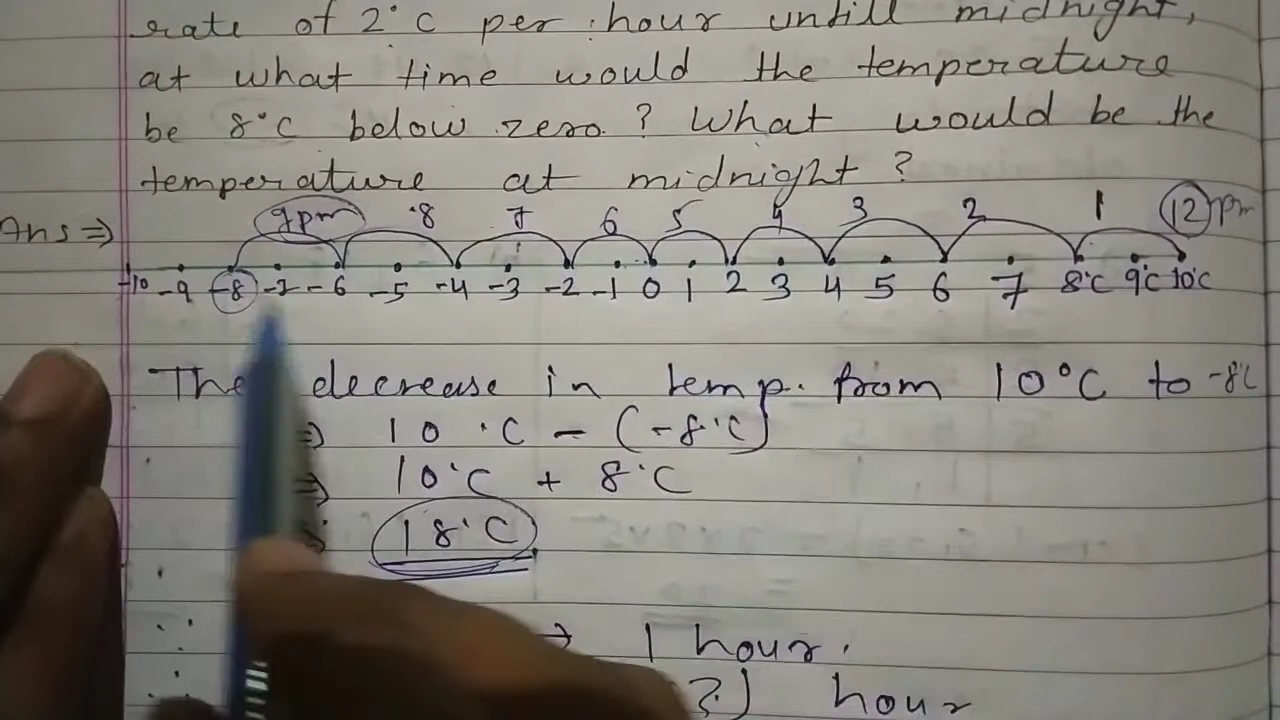 rate of 2°C per hour untill midnight,
at what time would the temperature
be 8°C below zero? What would be the
temperature at midnight?
Ans ⇒
9pm 8 7 6 5 4 3 2 1 12pm
-10 -9 -8 -7 -6 -5 -4 -3 -2 -1 0 1 2 3 4 5 6 7 8°C 9°C 10°C
The decrease in temp. from 10°C to -8°C
⇒ 10°C - (-8°C)
⇒ 10°C + 8°C
18°C
→ 1 hour.
?) hour